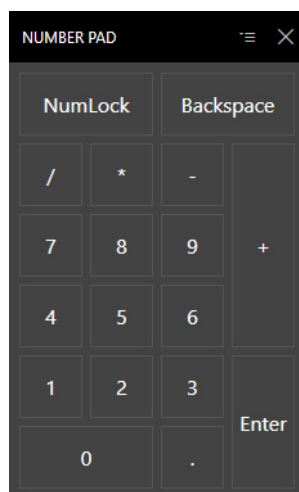 NUMBER PAD
NumLock Backspace
/ * -
7 8 9 +
4 5 6
1 2 3
Enter
0 .